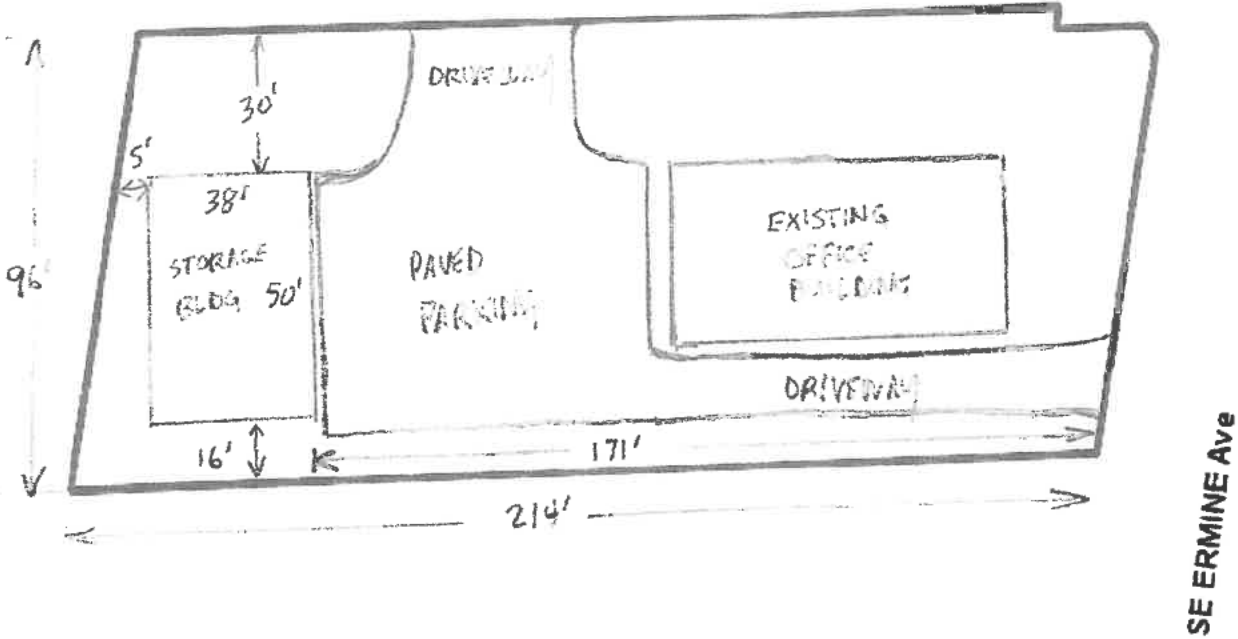 DRIVEWAY
30'
5'
38'
STORAGE
BLDG 50'
PAVED
PARKING
EXISTING
OFFICE
BUILDING
96'
DRIVEWAY
16'
171'
214'
SE ERMINE Ave